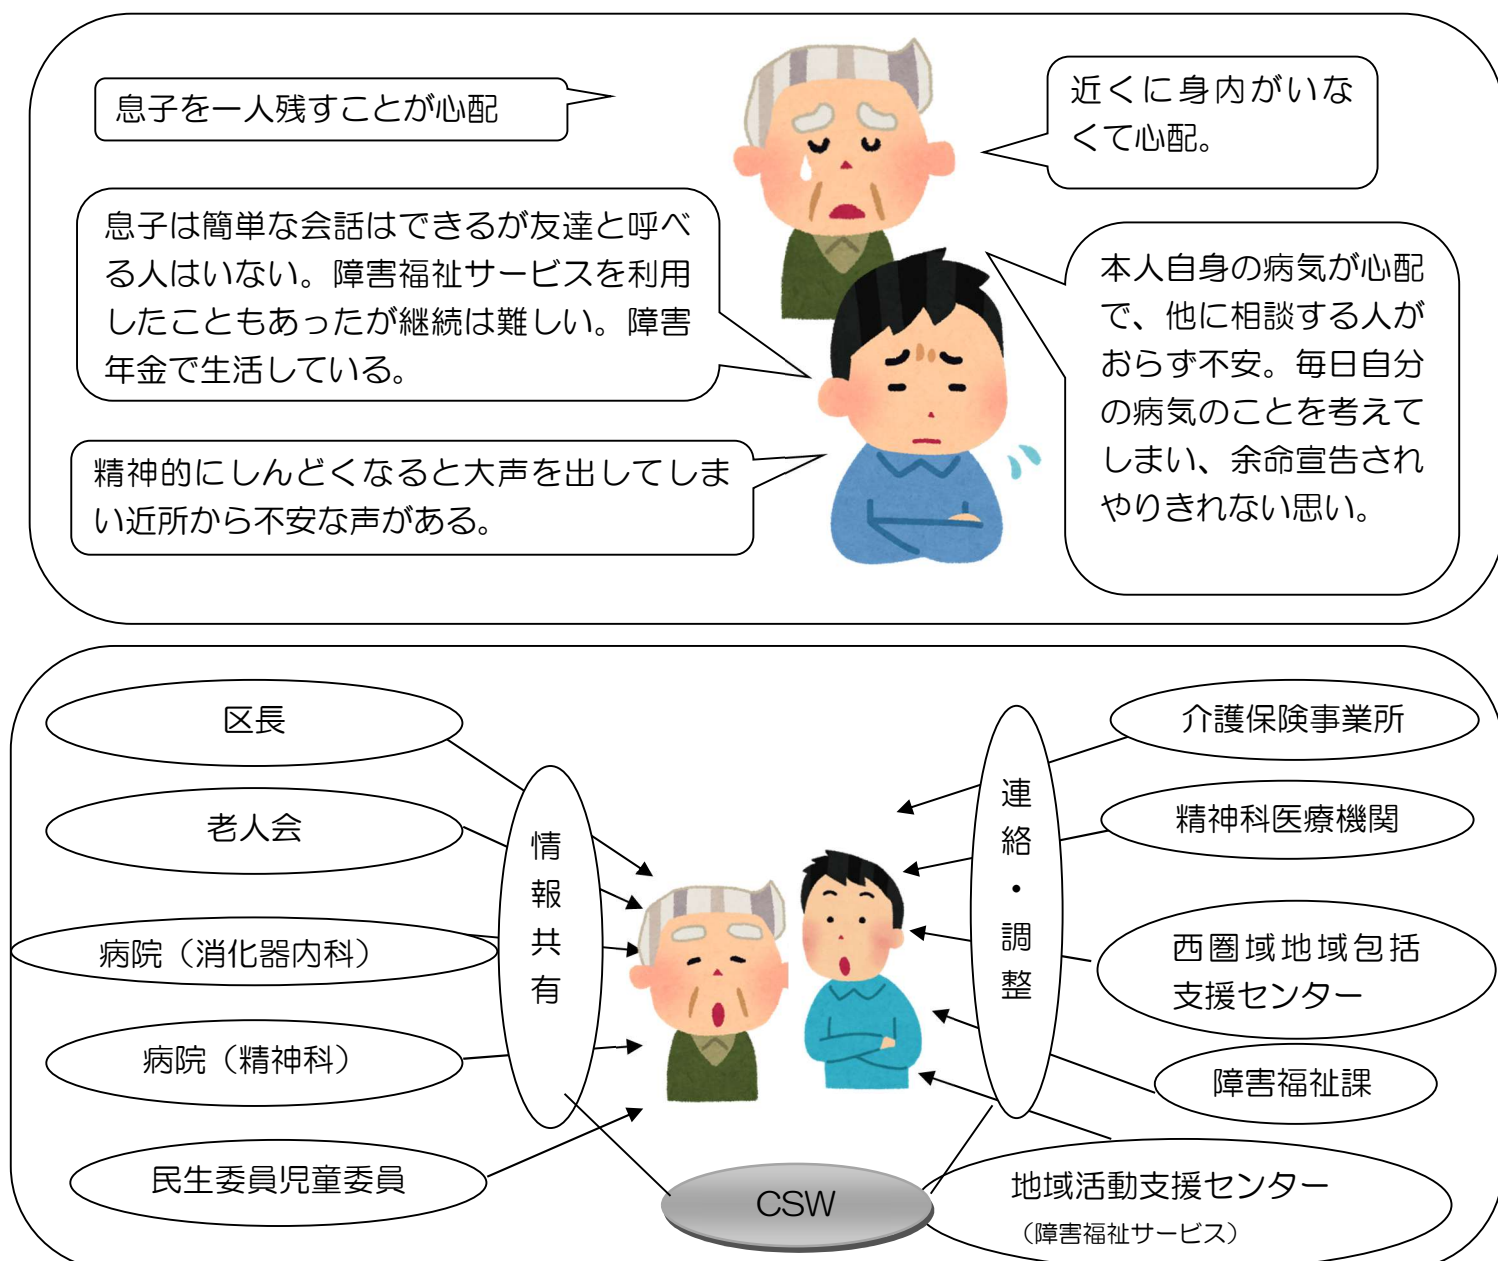 息子を一人残すことが心配
近くに身内がいな
くて心配。
息子は簡単な会話はできるが友達と呼べ
る人はいない。障害福祉サービスを利用
したこともあったが継続は難しい。障害
年金で生活している。
本人自身の病気が心配
で、他に相談する人が
おらず不安。毎日自分
の病気のことを考えて
しまい、余命宣告され
やりきれない思い。
精神的にしんどくなると大声を出してしま
い近所から不安な声がある。
区長
老人会
病院（消化器内科）
病院（精神科）
民生委員児童委員
情報共有
連絡・調整
介護保険事業所
精神科医療機関
西圏域地域包括
支援センター
障害福祉課
地域活動支援センター
（障害福祉サービス）
CSW